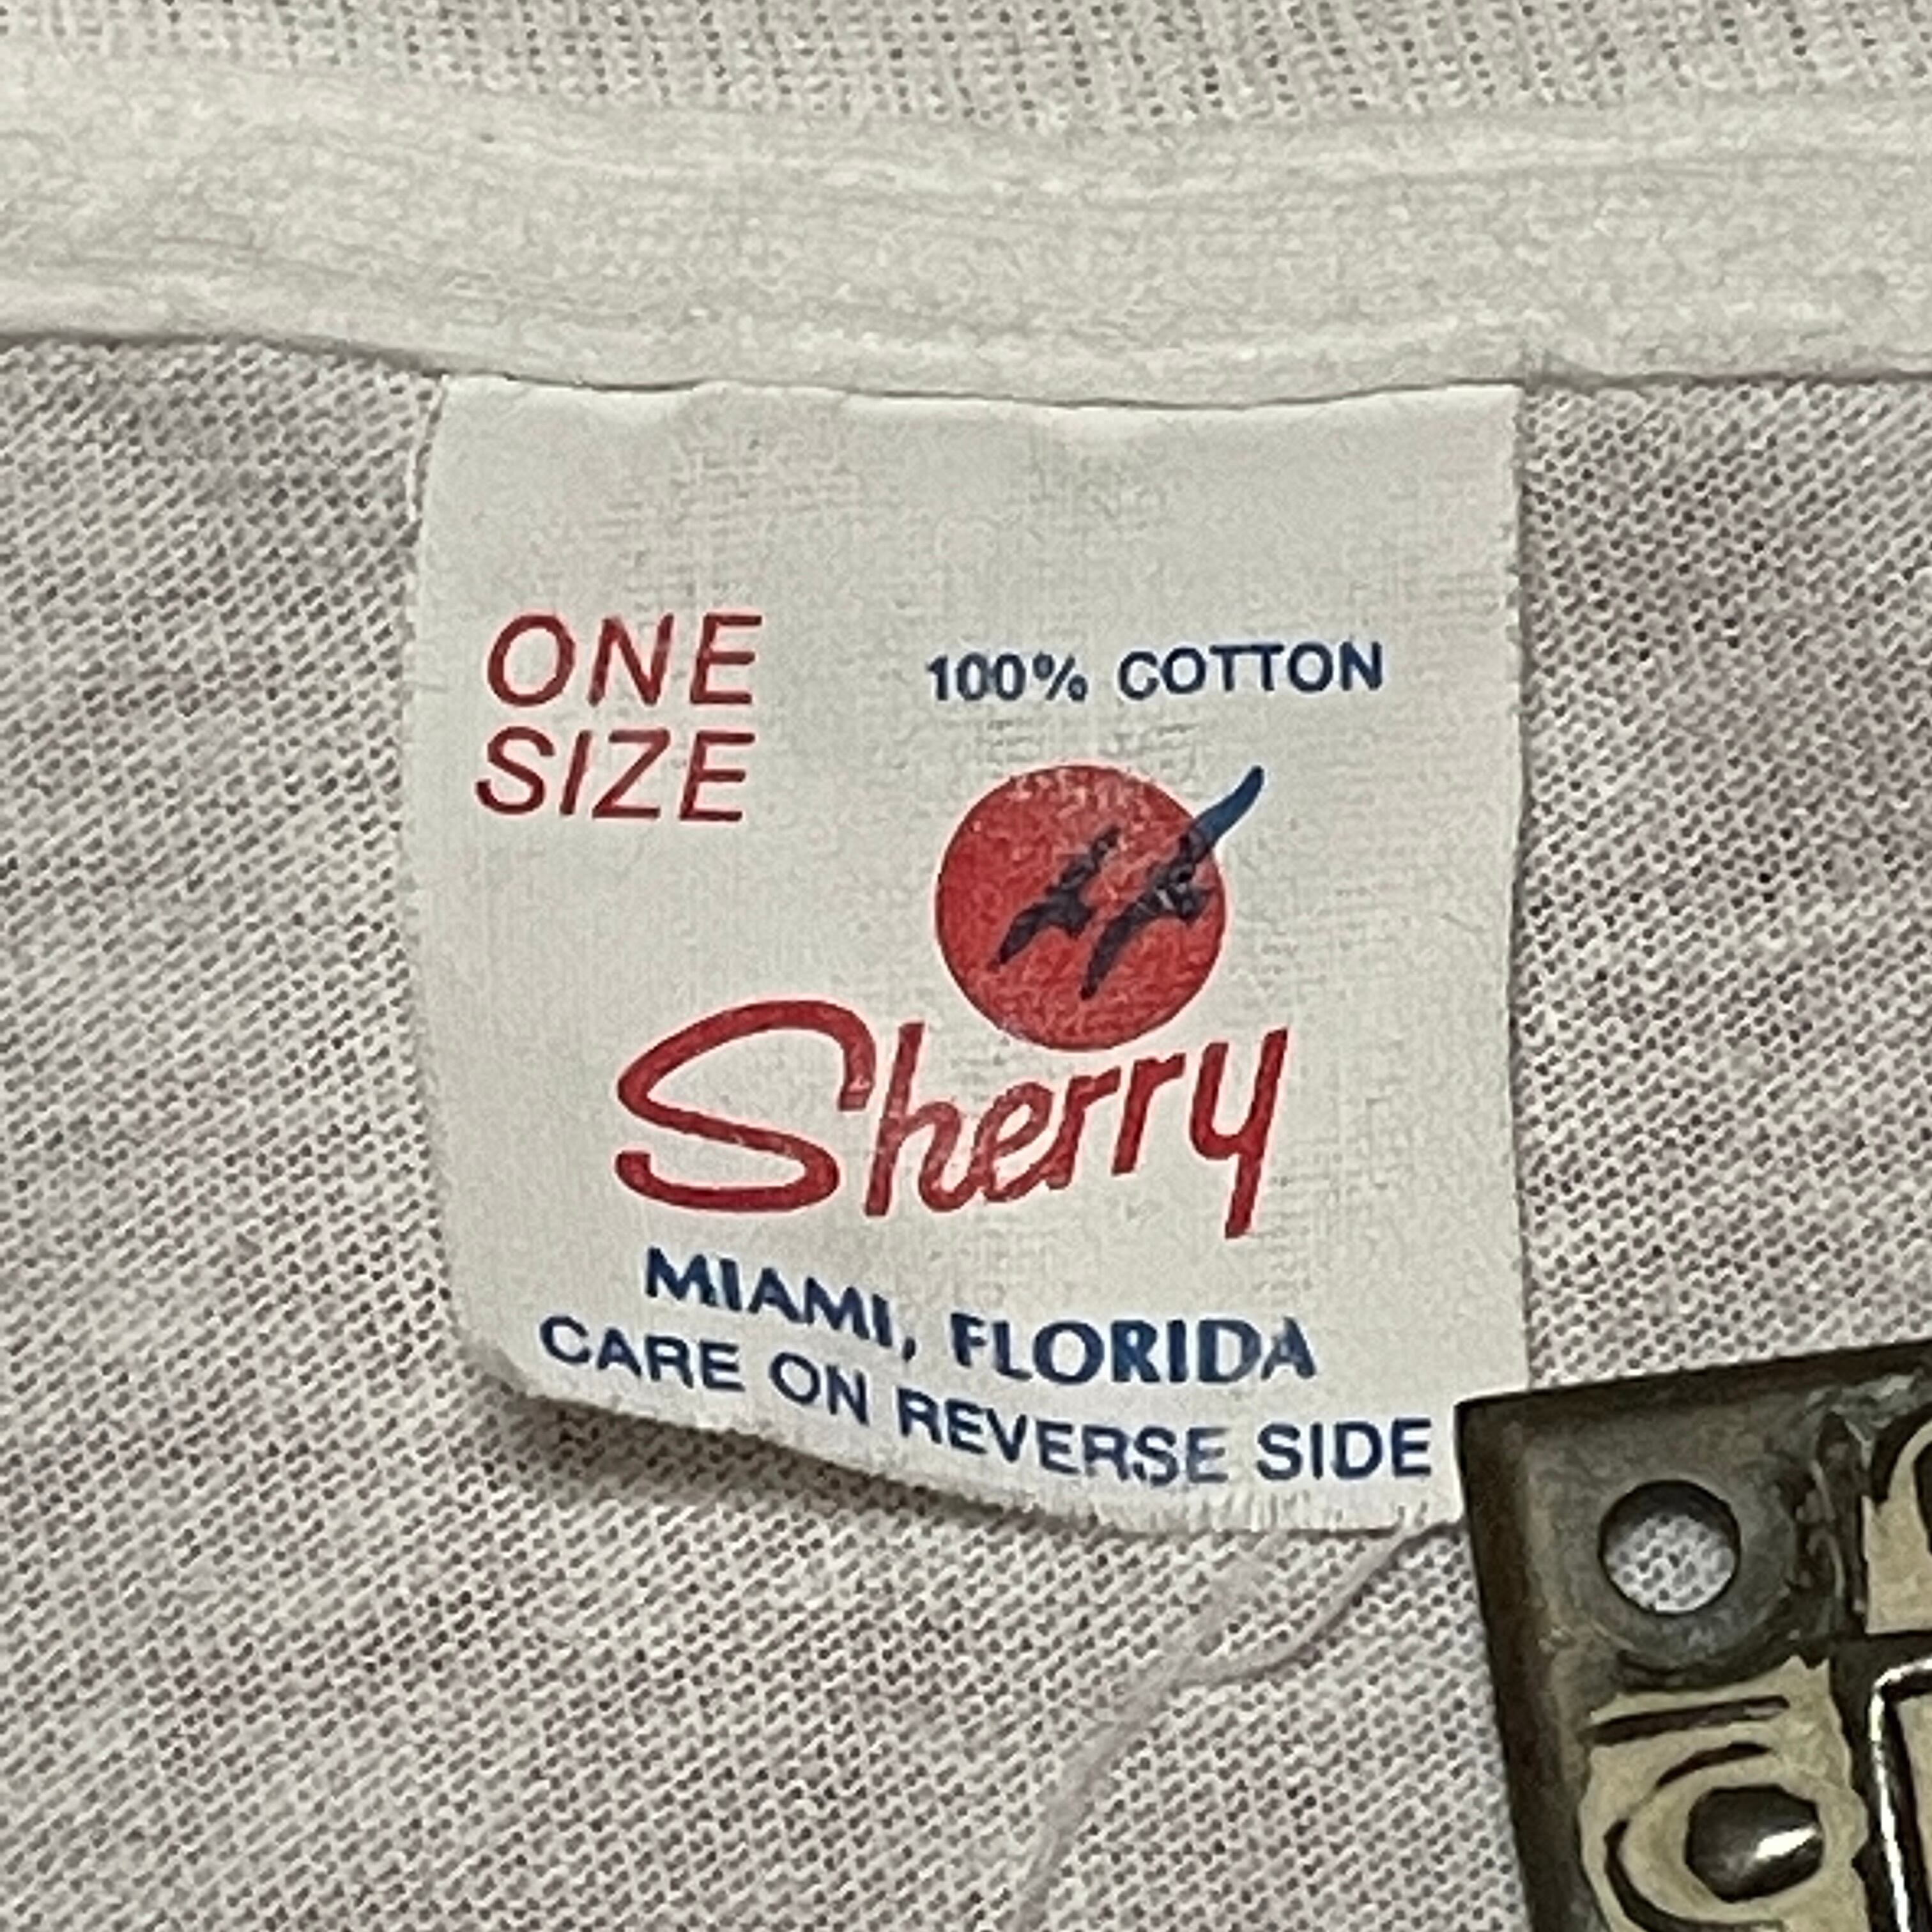 ONE
SIZE
100% COTTON
Sherry
MIAMI, FLORIDA
CARE ON REVERSE SIDE